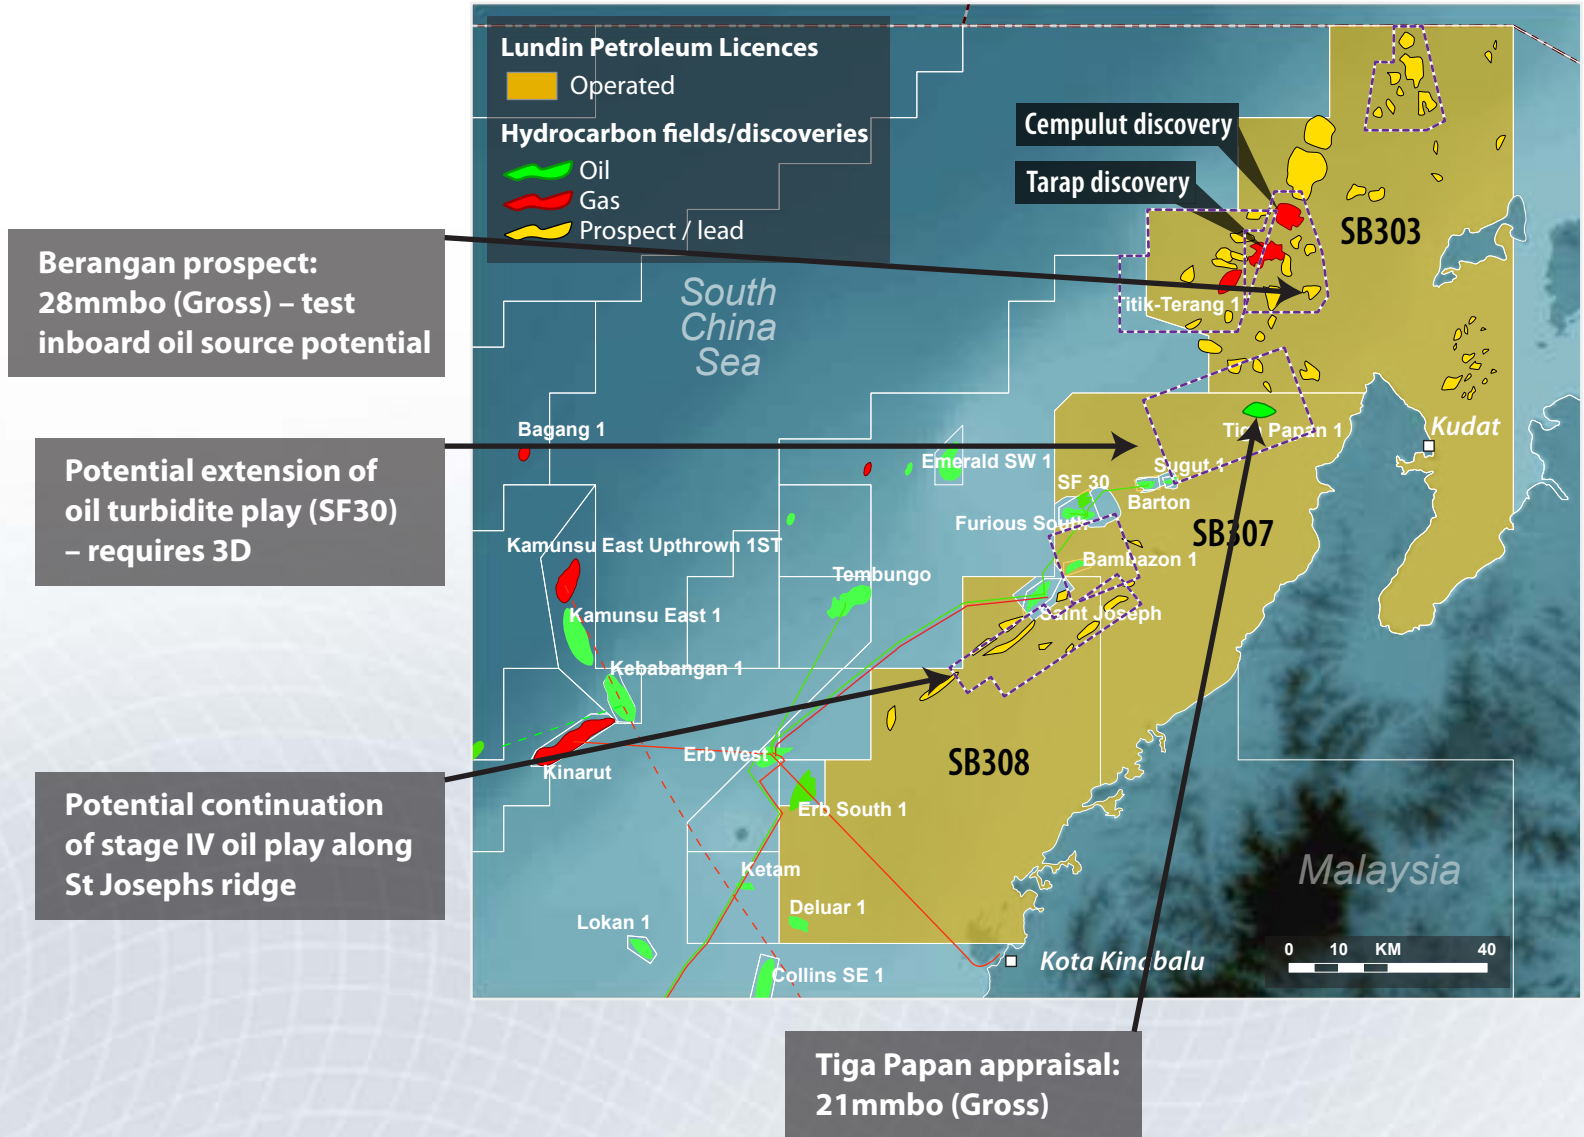 Lundin Petroleum Licences
Operated
Hydrocarbon fields/discoveries
Oil
Gas
Prospect / lead
Cempulut discovery
Tarap discovery
SB303
Berangan prospect:
28mmbo (Gross) – test
inboard oil source potential
South
China
Sea
Titik-Terang 1
Bagang 1
Potential extension of
oil turbidite play (SF30)
– requires 3D
Emerald SW 1
Tiga Papan 1
Kudat
Sugut 1
SF 30
Barton
Furious South
SB307
Kamunsu East Upthrown 1ST
Bambazon 1
Tembungo
Kamunsu East 1
Saint Joseph
Kebabangan 1
Erb West
SB308
Kinarut
Potential continuation
of stage IV oil play along
St Josephs ridge
Erb South 1
Ketam
Malaysia
Deluar 1
Lokan 1
0 10 KM 40
Kota Kinabalu
Collins SE 1
Tiga Papan appraisal:
21mmbo (Gross)